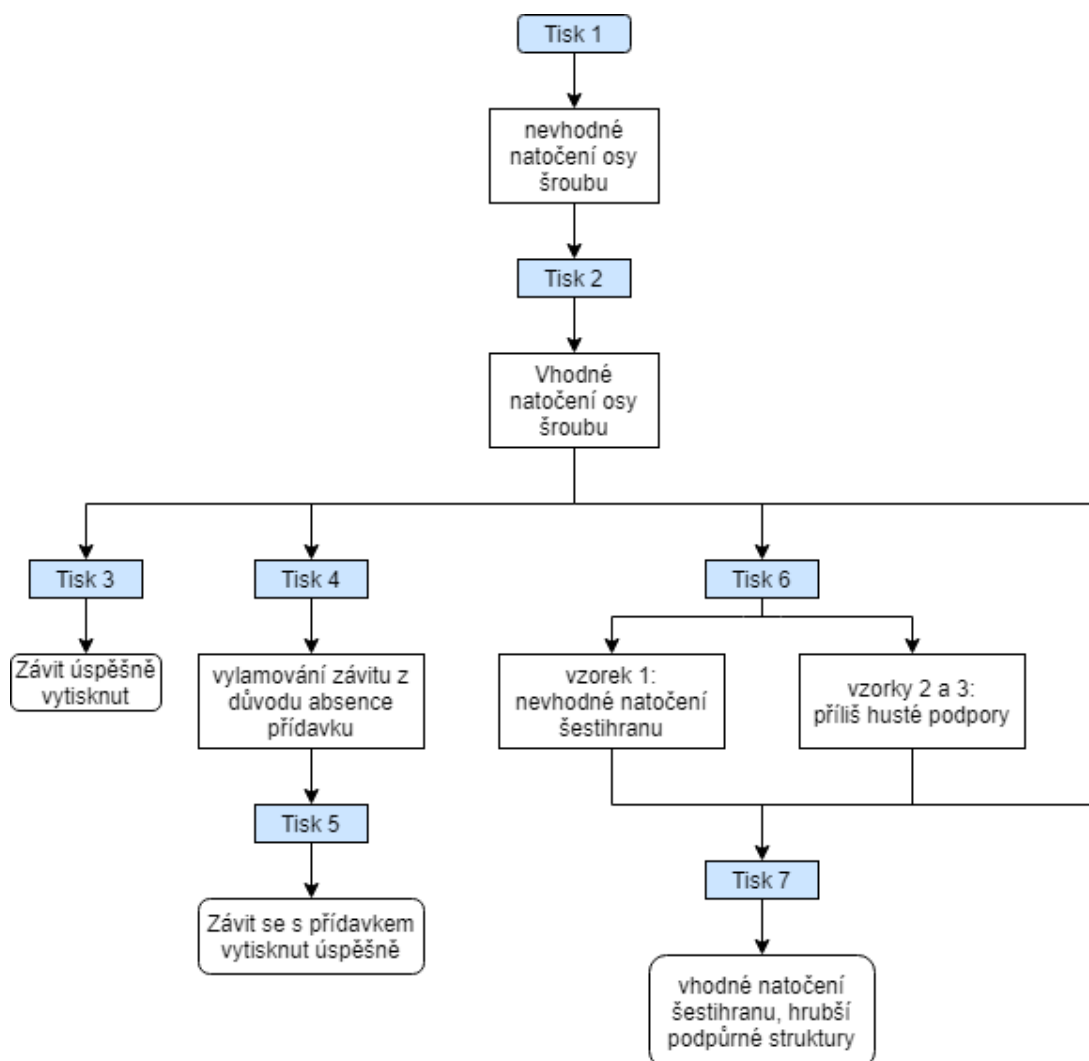 Tisk 1
nevhodné
natočení osy
šroubu
Tisk 2
Vhodné
natočení osy
šroubu
Tisk 3
Tisk 4
Tisk 6
Závit úspěšně
vytisknut
vylamování závitu z
důvodu absence
přídavku
vzorek 1:
nevhodné natočení
šestihranu
vzorky 2 a 3:
příliš husté podpory
Tisk 5
Tisk 7
Závit se s přídavkem
vytisknut úspěšně
vhodné natočení
šestihranu, hrubší
podpůrné struktury